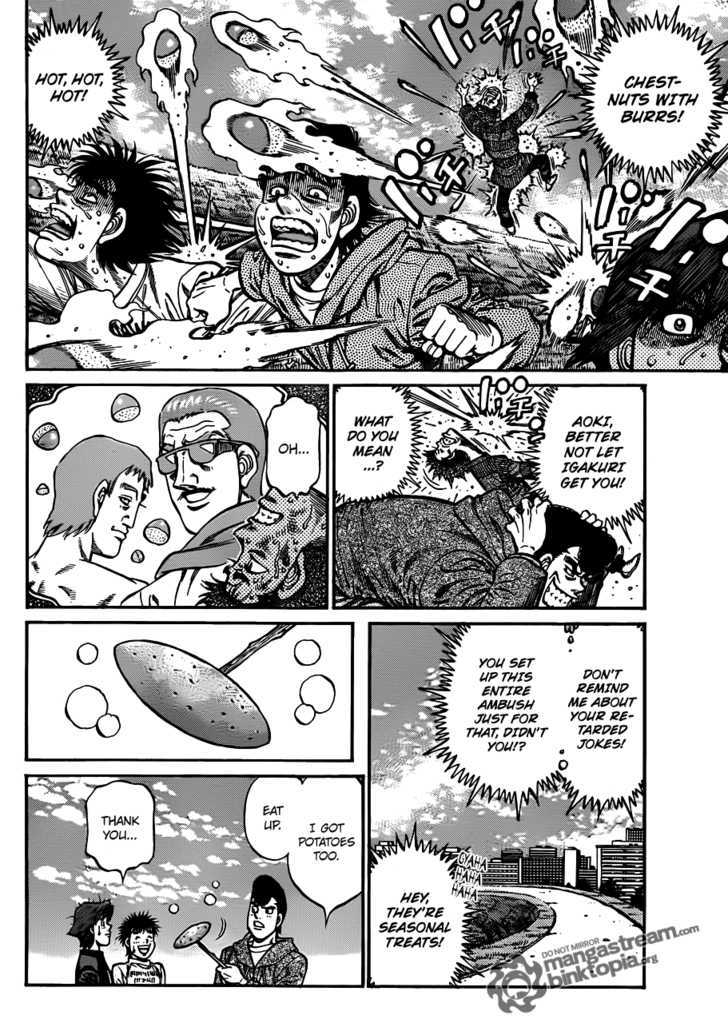 CHEST-
NUTS WITH
BURRS!
HOT, HOT,
HOT!
AOKI,
BETTER
NOT LET
IGAKURI
GET YOU!
WHAT
DO YOU
MEAN
...?
OH...
DON'T
REMIND
ME ABOUT
YOUR RE-
TARDED
JOKES!
YOU SET
UP THIS
ENTIRE
AMBUSH
JUST FOR
THAT, DIDN'T
YOU!?
GYAHA
HAHA
HAHA
HEY,
THEY'RE
SEASONAL
TREATS!
I GOT
POTATOES
TOO.
EAT
UP.
THANK
YOU...
DO NOT MIRROR
mangastream.com
binktopia.org